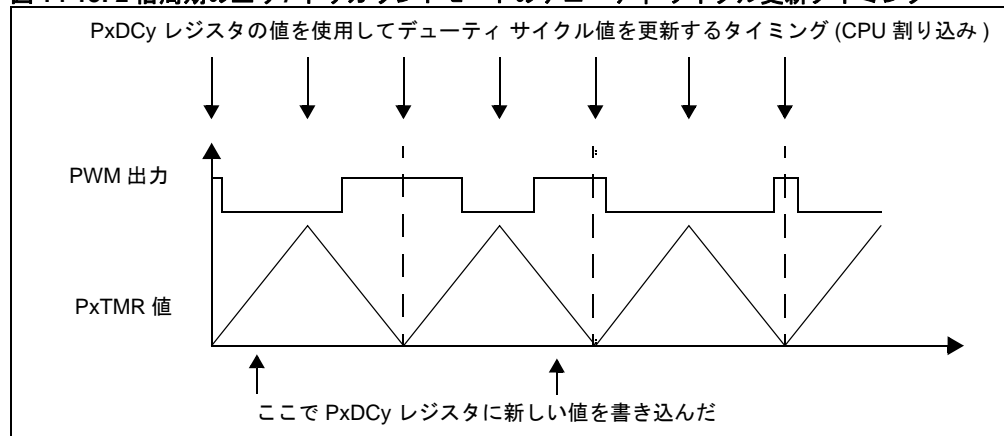 PxDCy レジスタの値を使用してデューティ サイクル値を更新するタイミング (CPU 割り込み )
PWM 出力
PxTMR 値
ここで PxDCy レジスタに新しい値を書き込んだ